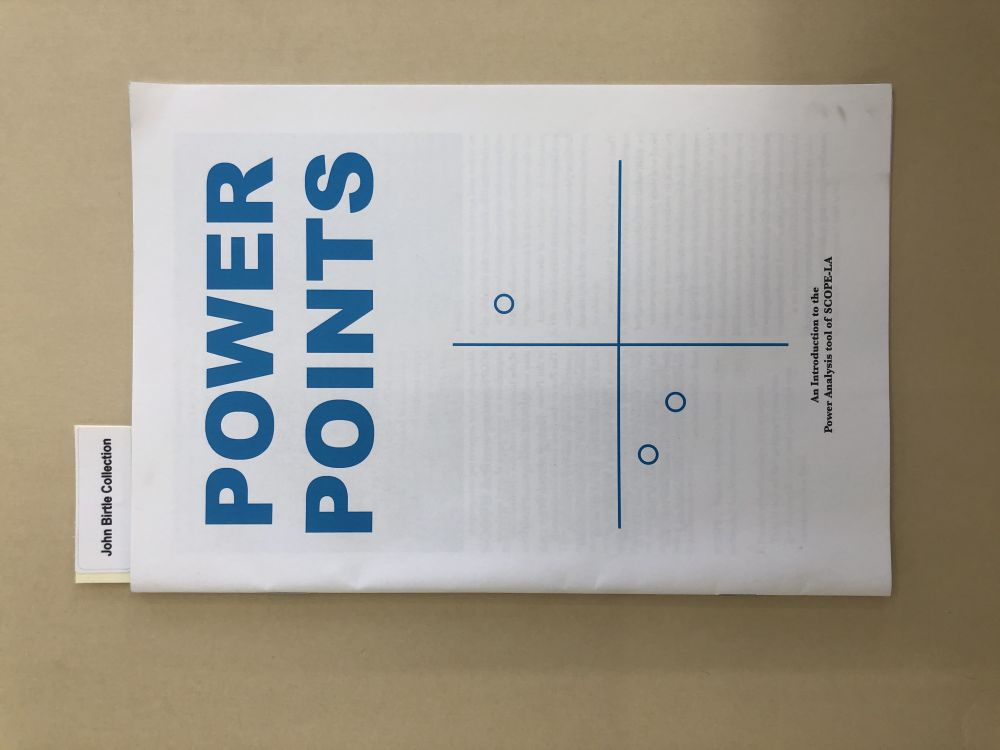 John Birtle Collection
POWER
POINTS
An Introduction to the
Power Analysis tool of SCOPE-LA